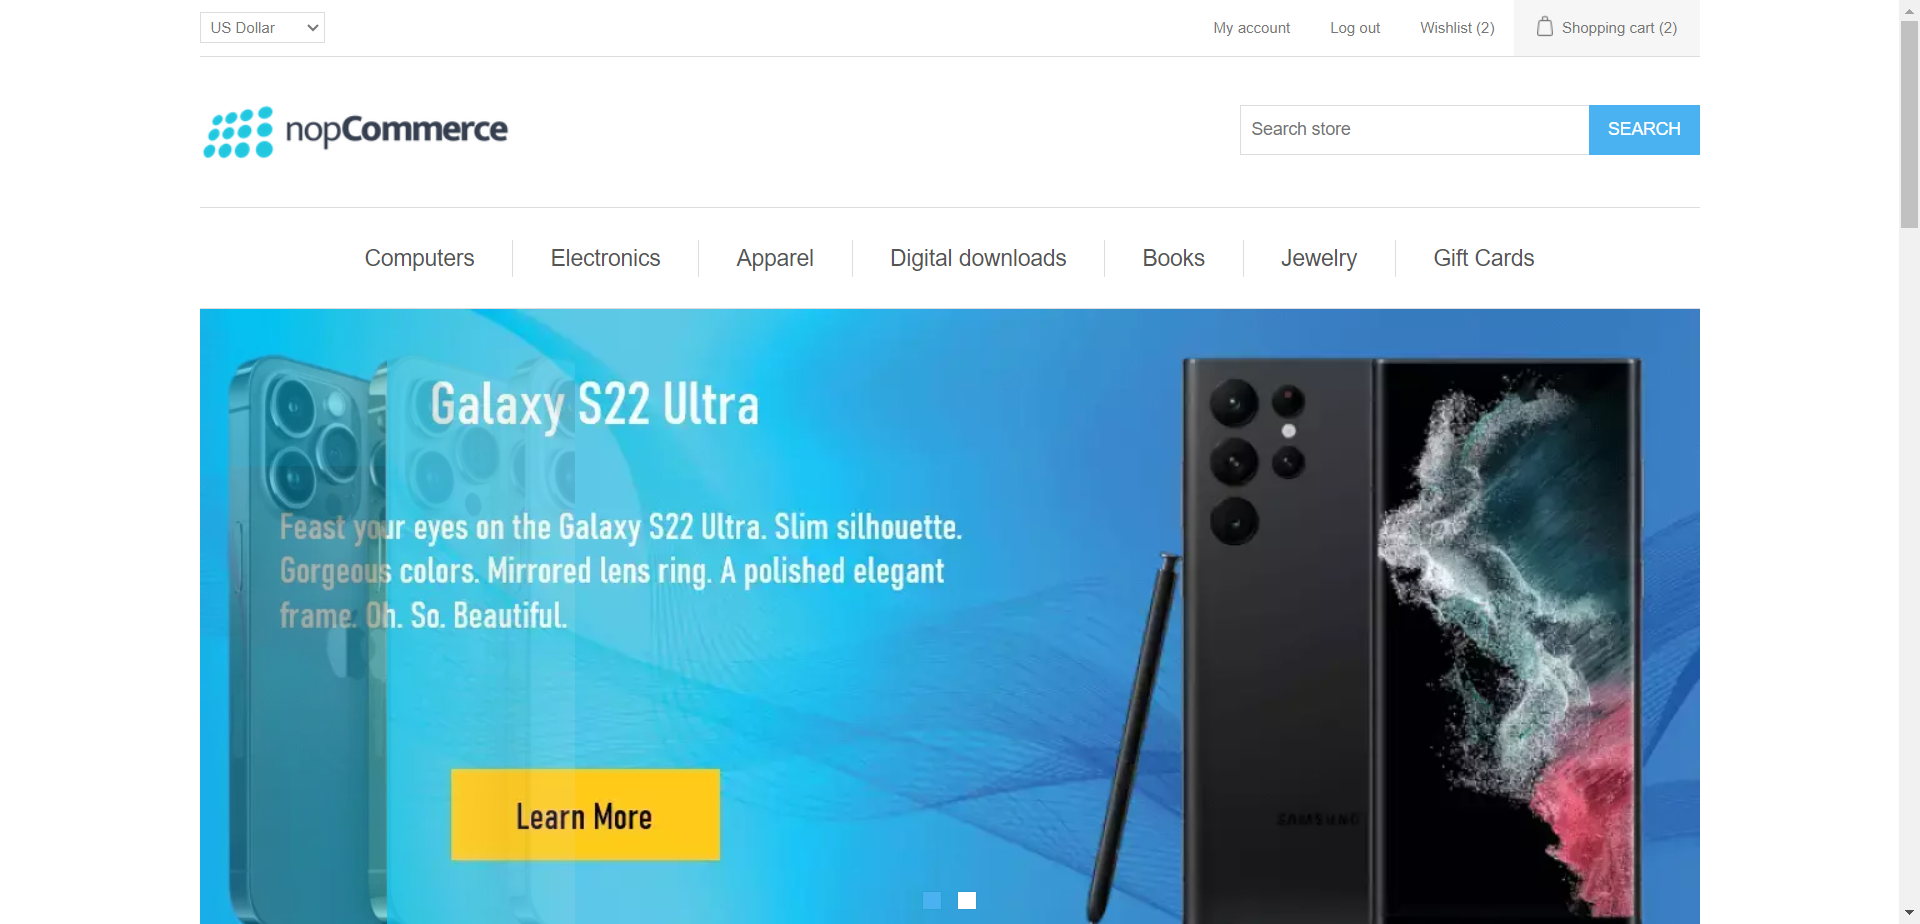 US Dollar
My account
Log out
Wishlist (2)
Shopping cart (2)
nopCommerce
Search store
SEARCH
Computers
Electronics
Apparel
Digital downloads
Books
Jewelry
Gift Cards
Galaxy S22 Ultra
Feast your eyes on the Galaxy S22 Ultra. Slim silhouette.
Gorgeous colors. Mirrored lens ring. A polished elegant
frame. Oh. So. Beautiful.
Learn More
SAMSUNG